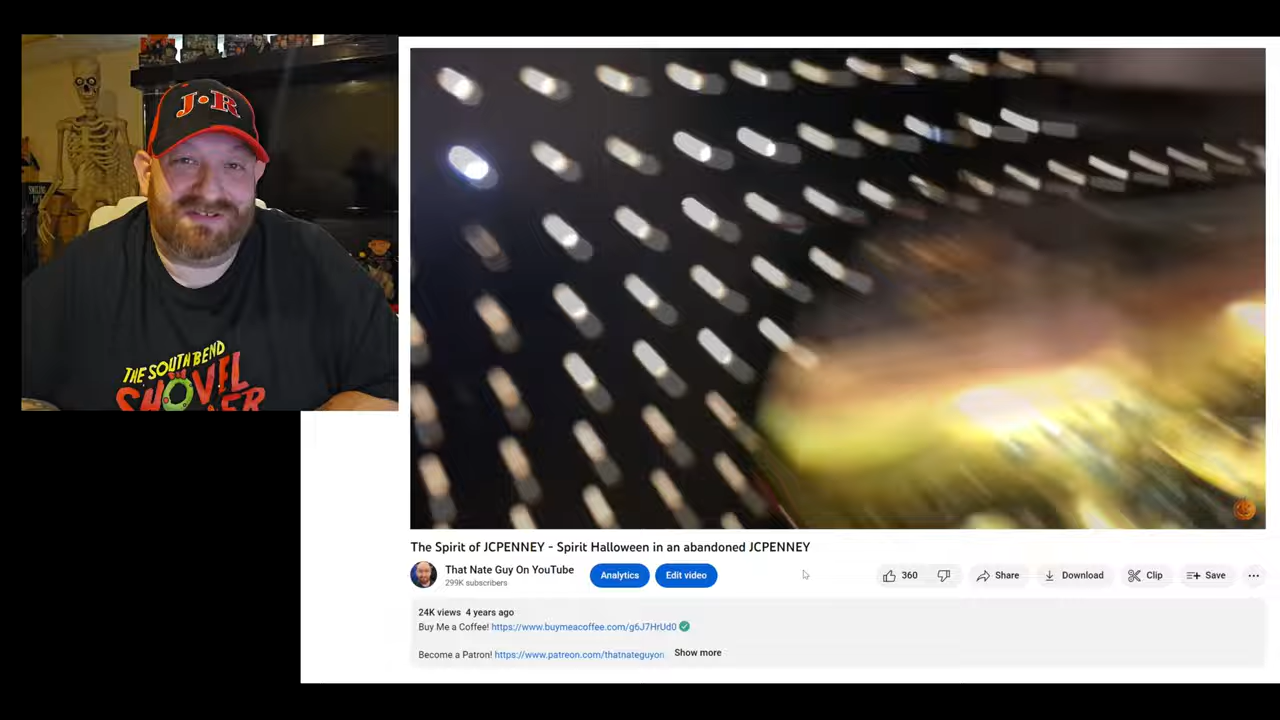 J·R
THE SOUTH BEND
SHOVEL
The Spirit of JCPENNEY - Spirit Halloween in an abandoned JCPENNEY
That Nate Guy On YouTube
299K subscribers
Analytics
Edit video
360
Share
Download
Clip
Save
24K views 4 years ago
Buy Me a Coffee! https://www.buymeacoffee.com/g6J7HrUd0
Become a Patron! https://www.patreon.com/thatnateguyon
Show more